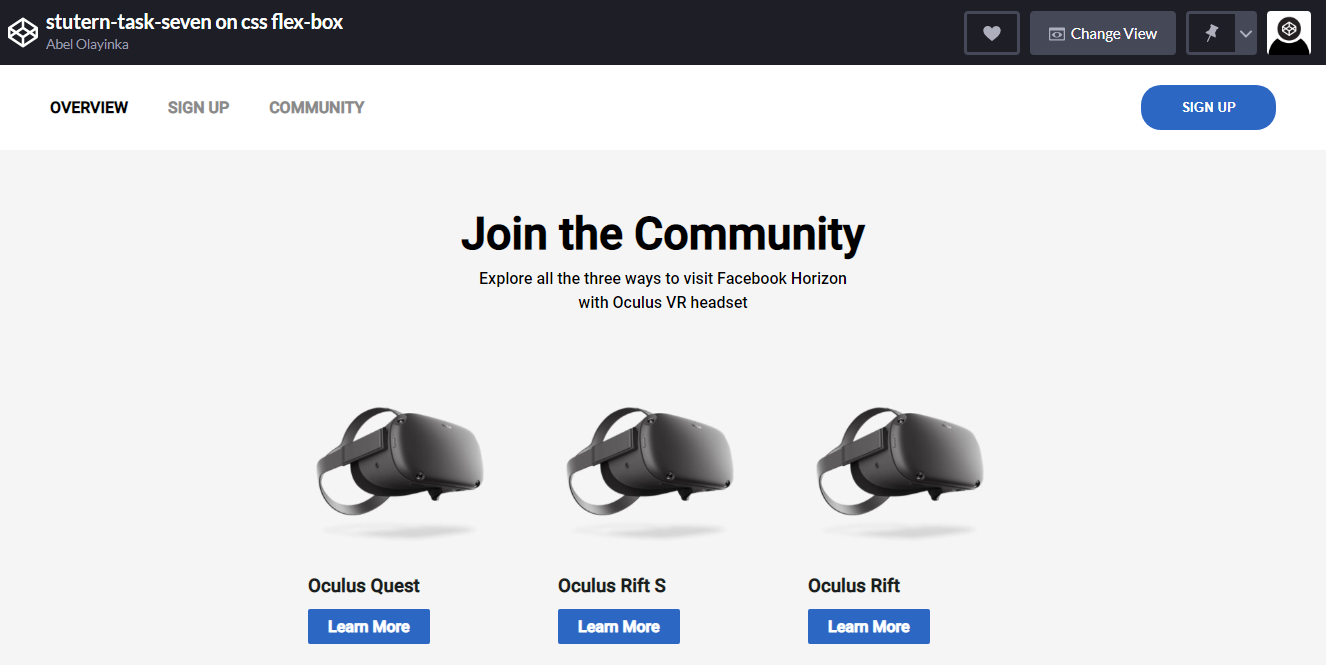 stutern-task-seven on css flex-box
Abel Olayinka
Change View
OVERVIEW
SIGN UP
COMMUNITY
SIGN UP
Join the Community
Explore all the three ways to visit Facebook Horizon
with Oculus VR headset
Oculus Quest
Oculus Rift S
Oculus Rift
Learn More
Learn More
Learn More